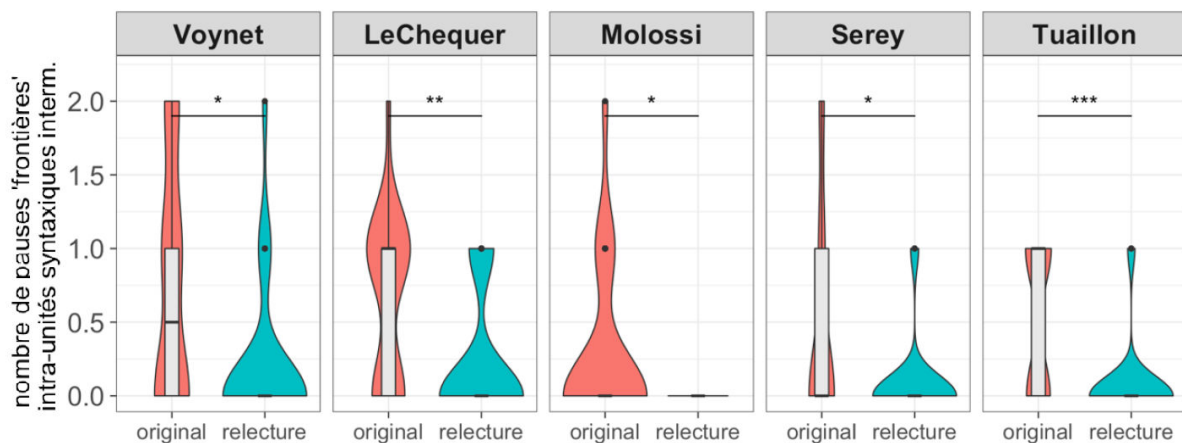 Voynet LeChequer Molossi Serey Tuaillon
nombre de pauses 'frontières'
intra-unités syntaxiques interm.
* ** * * ***
2.0
1.5
1.0
0.5
0.0
original relecture original relecture original relecture original relecture original relecture